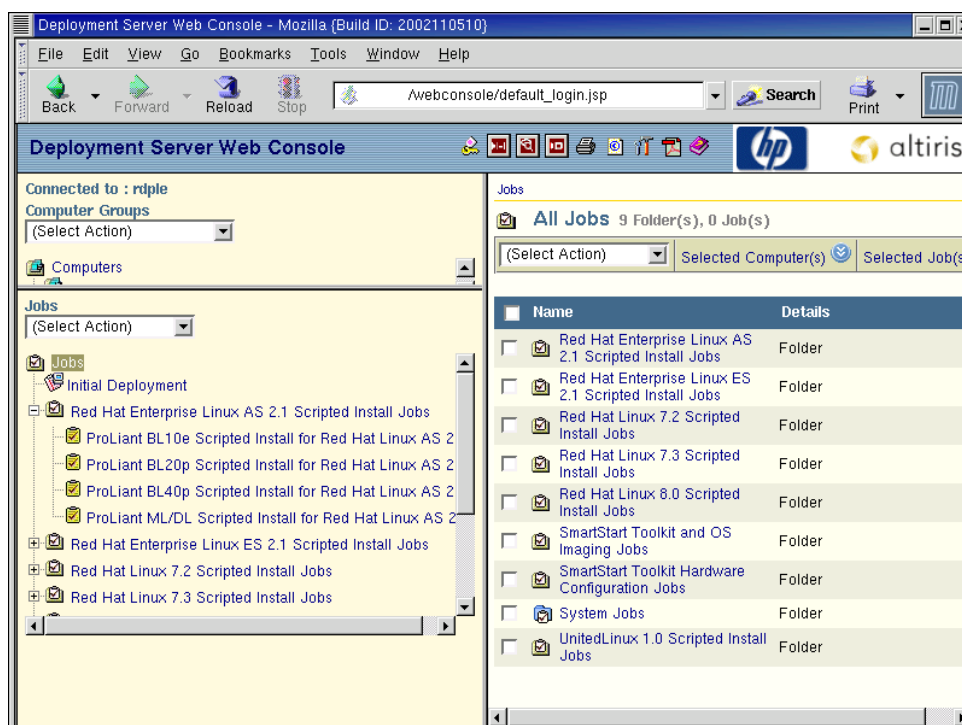 Deployment Server Web Console - Mozilla {Build ID: 2002110510}
File Edit View Go Bookmarks Tools Window Help
Back Forward Reload Stop /webconsole/default_login.jsp Search Print
Deployment Server Web Console
hp altiris
Connected to : rdple
Computer Groups
(Select Action)
Computers
Jobs
(Select Action)
Jobs
Initial Deployment
Red Hat Enterprise Linux AS 2.1 Scripted Install Jobs
ProLiant BL10e Scripted Install for Red Hat Linux AS 2
ProLiant BL20p Scripted Install for Red Hat Linux AS 2
ProLiant BL40p Scripted Install for Red Hat Linux AS 2
ProLiant ML/DL Scripted Install for Red Hat Linux AS 2
Red Hat Enterprise Linux ES 2.1 Scripted Install Jobs
Red Hat Linux 7.2 Scripted Install Jobs
Red Hat Linux 7.3 Scripted Install Jobs
Jobs
All Jobs 9 Folder(s), 0 Job(s)
(Select Action) Selected Computer(s) Selected Job(s
Name Details
Red Hat Enterprise Linux AS
2.1 Scripted Install Jobs
Folder
Red Hat Enterprise Linux ES
2.1 Scripted Install Jobs
Folder
Red Hat Linux 7.2 Scripted
Install Jobs
Folder
Red Hat Linux 7.3 Scripted
Install Jobs
Folder
Red Hat Linux 8.0 Scripted
Install Jobs
Folder
SmartStart Toolkit and OS
Imaging Jobs
Folder
SmartStart Toolkit Hardware
Configuration Jobs
Folder
System Jobs Folder
UnitedLinux 1.0 Scripted Install
Jobs
Folder